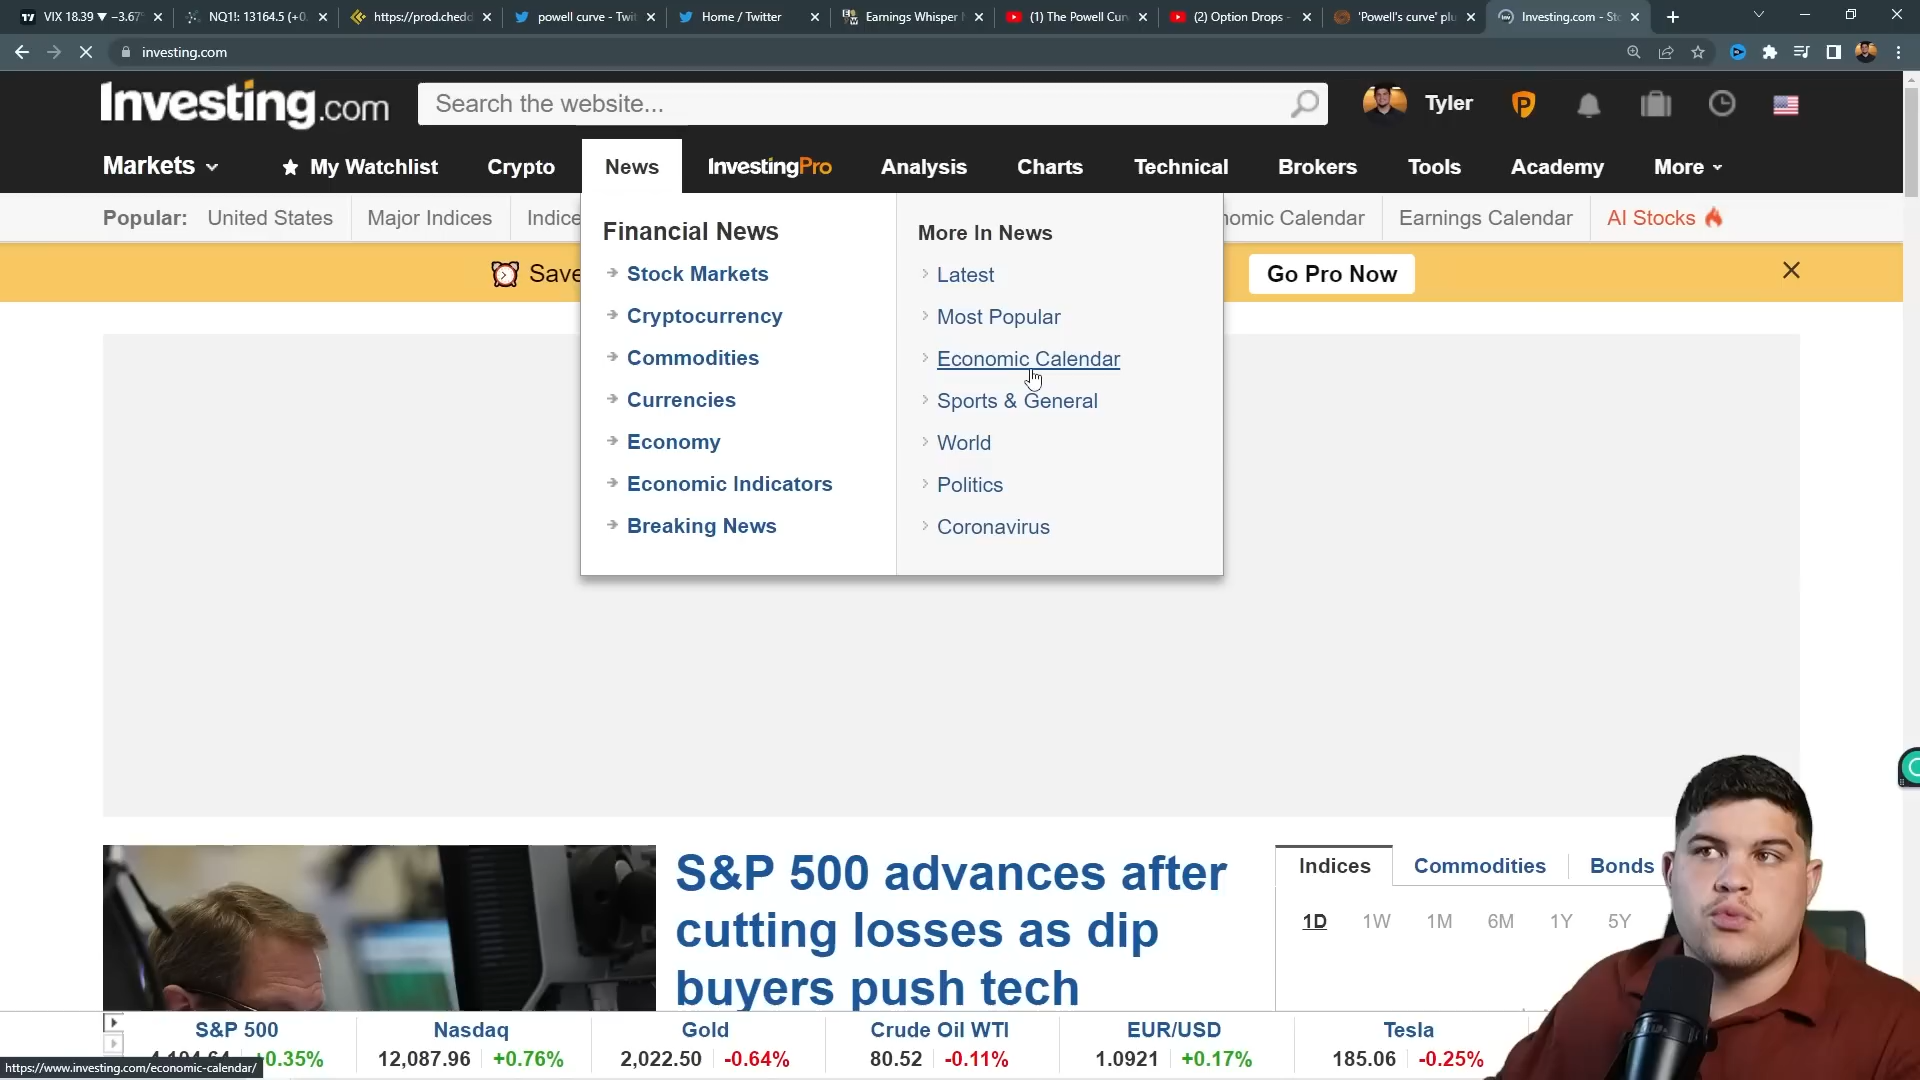 VIX 18.39 ▼ −3.67%
NQ1!: 13164.5 (+0.
https://prod.chedd
powell curve - Twit
Home / Twitter
Earnings Whisper
(1) The Powell Cur
(2) Option Drops -
'Powell's curve' plu
Investing.com - Sto
investing.com
Investing.com
Search the website...
Tyler
Markets
My Watchlist
Crypto
News
InvestingPro
Analysis
Charts
Technical
Brokers
Tools
Academy
More
Popular:
United States
Major Indices
Indice
nomic Calendar
Earnings Calendar
AI Stocks
Save
Go Pro Now
Financial News
Stock Markets
Cryptocurrency
Commodities
Currencies
Economy
Economic Indicators
Breaking News
More In News
Latest
Most Popular
Economic Calendar
Sports & General
World
Politics
Coronavirus
S&P 500 advances after
cutting losses as dip
buyers push tech
Indices
Commodities
Bonds
1D 1W 1M 6M 1Y 5Y
S&P 500
+0.35%
Nasdaq
12,087.96 +0.76%
Gold
2,022.50 -0.64%
Crude Oil WTI
80.52 -0.11%
EUR/USD
1.0921 +0.17%
Tesla
185.06 -0.25%
https://www.investing.com/economic-calendar/